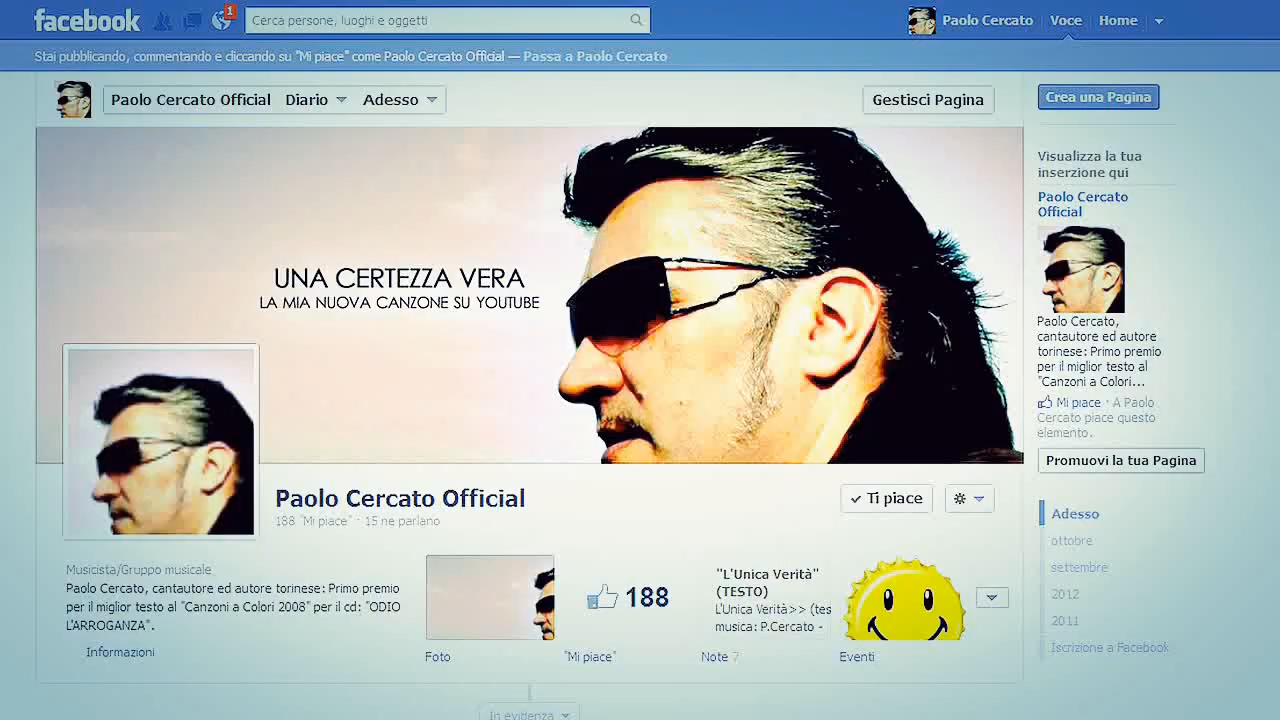 facebook
1
Cerca persone, luoghi e oggetti
Paolo Cercato
Voce
Home
Stai pubblicando, commentando e cliccando su "Mi piace" come Paolo Cercato Official — Passa a Paolo Cercato
Paolo Cercato Official
Diario
Adesso
Gestisci Pagina
Crea una Pagina
UNA CERTEZZA VERA
LA MIA NUOVA CANZONE SU YOUTUBE
Visualizza la tua
inserzione qui
Paolo Cercato
Official
Paolo Cercato,
cantautore ed autore
torinese: Primo premio
per il miglior testo al
"Canzoni a Colori...
Mi piace · A Paolo
Cercato piace questo
elemento.
Promuovi la tua Pagina
Paolo Cercato Official
188 "Mi piace" · 15 ne parlano
Ti piace
Musicista/Gruppo musicale
Paolo Cercato, cantautore ed autore torinese: Primo premio
per il miglior testo al "Canzoni a Colori 2008" per il cd: "ODIO
L'ARROGANZA".
Informazioni
Foto
188
"Mi piace"
"L'Unica Verità"
(TESTO)
L'Unica Verità>> (tes
musica: P.Cercato -
Note 7
Eventi
Adesso
ottobre
settembre
2012
2011
Iscrizione a Facebook
In evidenza